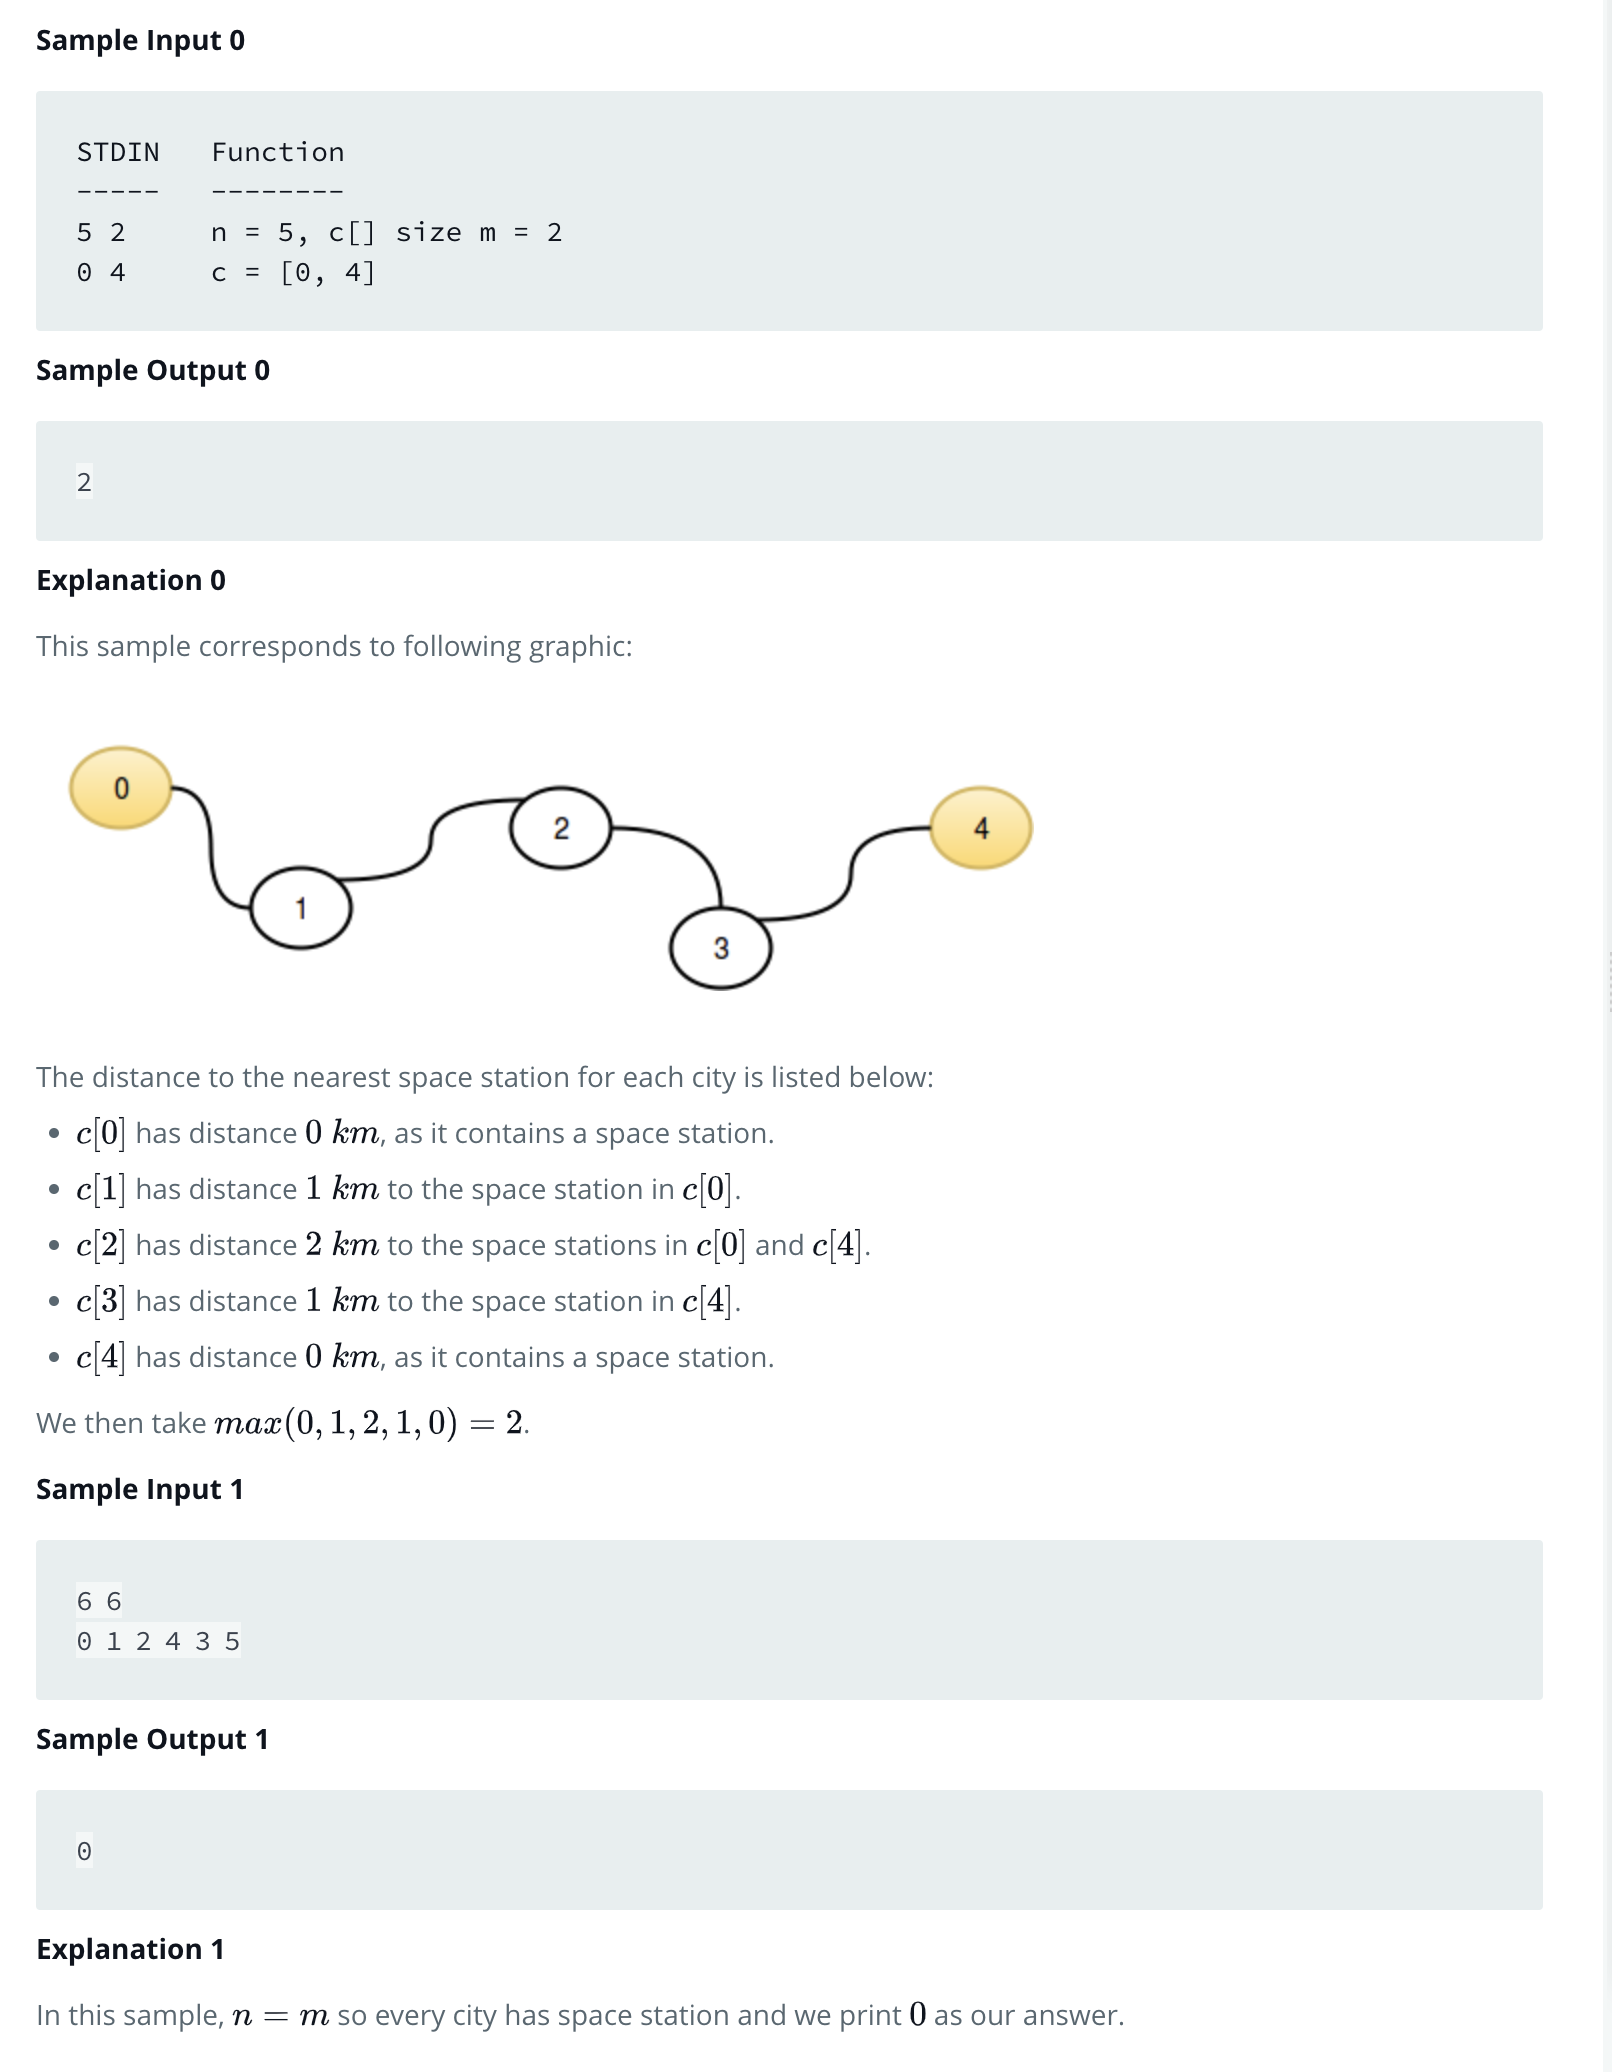 Sample Input 0
STDIN   Function
-----   --------
5 2     n = 5, c[] size m = 2
0 4     c = [0, 4]
Sample Output 0
2
Explanation 0
This sample corresponds to following graphic:
0
1
2
3
4
The distance to the nearest space station for each city is listed below:
• c[0] has distance 0 km, as it contains a space station.
• c[1] has distance 1 km to the space station in c[0].
• c[2] has distance 2 km to the space stations in c[0] and c[4].
• c[3] has distance 1 km to the space station in c[4].
• c[4] has distance 0 km, as it contains a space station.
We then take max(0, 1, 2, 1, 0) = 2.
Sample Input 1
6 6
0 1 2 4 3 5
Sample Output 1
0
Explanation 1
In this sample, n = m so every city has space station and we print 0 as our answer.